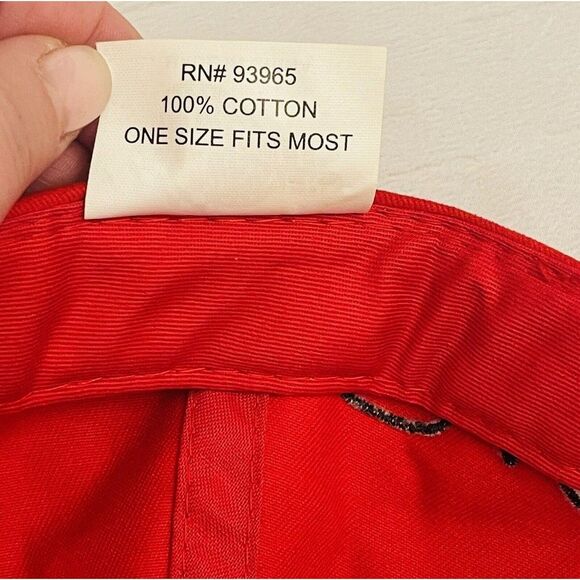 RN# 93965
100% COTTON
ONE SIZE FITS MOST